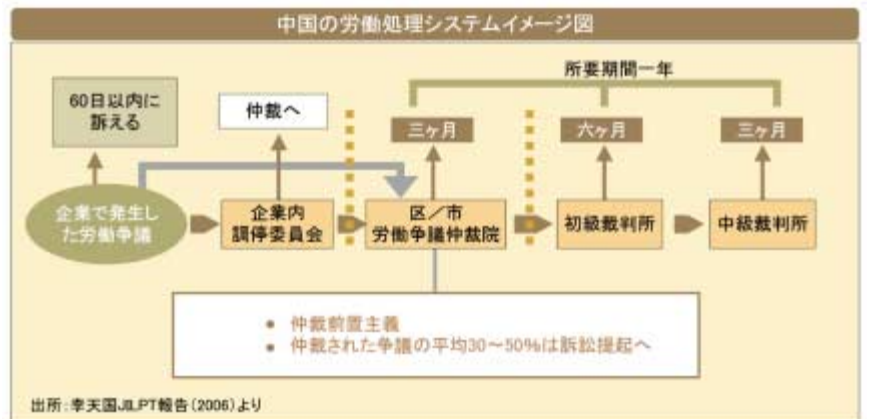 中国の労働処理システムイメージ図
所要期間一年
60日以内に
訴える
仲裁へ
三ヶ月
六ヶ月
三ヶ月
企業で発生し
た労働争議
企業内
調停委員会
区／市
労働争議仲裁院
初級裁判所
中級裁判所
● 仲裁前置主義
● 仲裁された争議の平均30～50%は訴訟提起へ
出所：李天国JILPT報告（2006）より